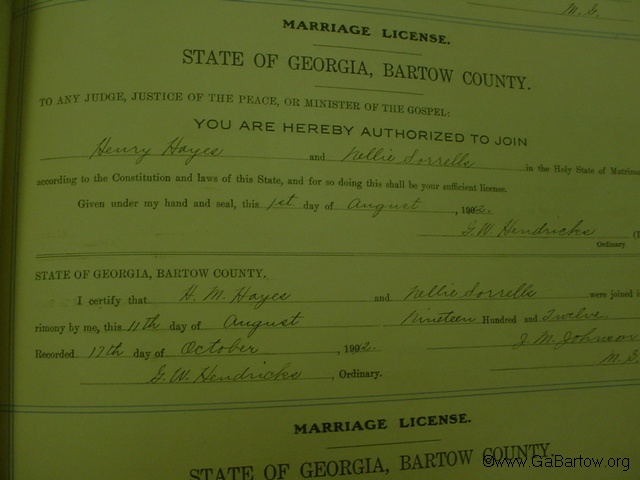 M. G.
MARRIAGE LICENSE.
STATE OF GEORGIA, BARTOW COUNTY.
TO ANY JUDGE, JUSTICE OF THE PEACE, OR MINISTER OF THE GOSPEL:
YOU ARE HEREBY AUTHORIZED TO JOIN
Henry Hayes and Nellie Sorrells in the Holy State of Matrimo
according to the Constitution and laws of this State, and for so doing this shall be your sufficient license.
Given under my hand and seal, this 1st day of August, 19
G. W. Hendricks
Ordinary
STATE OF GEORGIA, BARTOW COUNTY.
I certify that H. M. Hayes and Nellie Sorrells were joined i
rimony by me, this 11th day of August Nineteen Hundred and Twelve
Recorded 17th day of October, 19 J. M. Johnson
M. G.
G. W. Hendricks, Ordinary.
MARRIAGE LICENSE.
STATE OF GEORGIA, BARTOW COUNTY.
©www.GaBartow.org